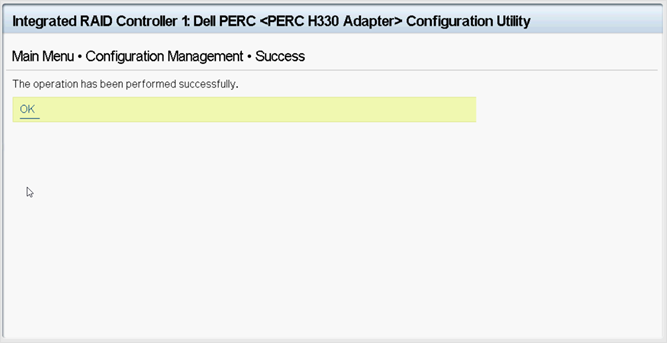 Integrated RAID Controller 1: Dell PERC <PERC H330 Adapter> Configuration Utility
Main Menu • Configuration Management • Success
The operation has been performed successfully.
OK